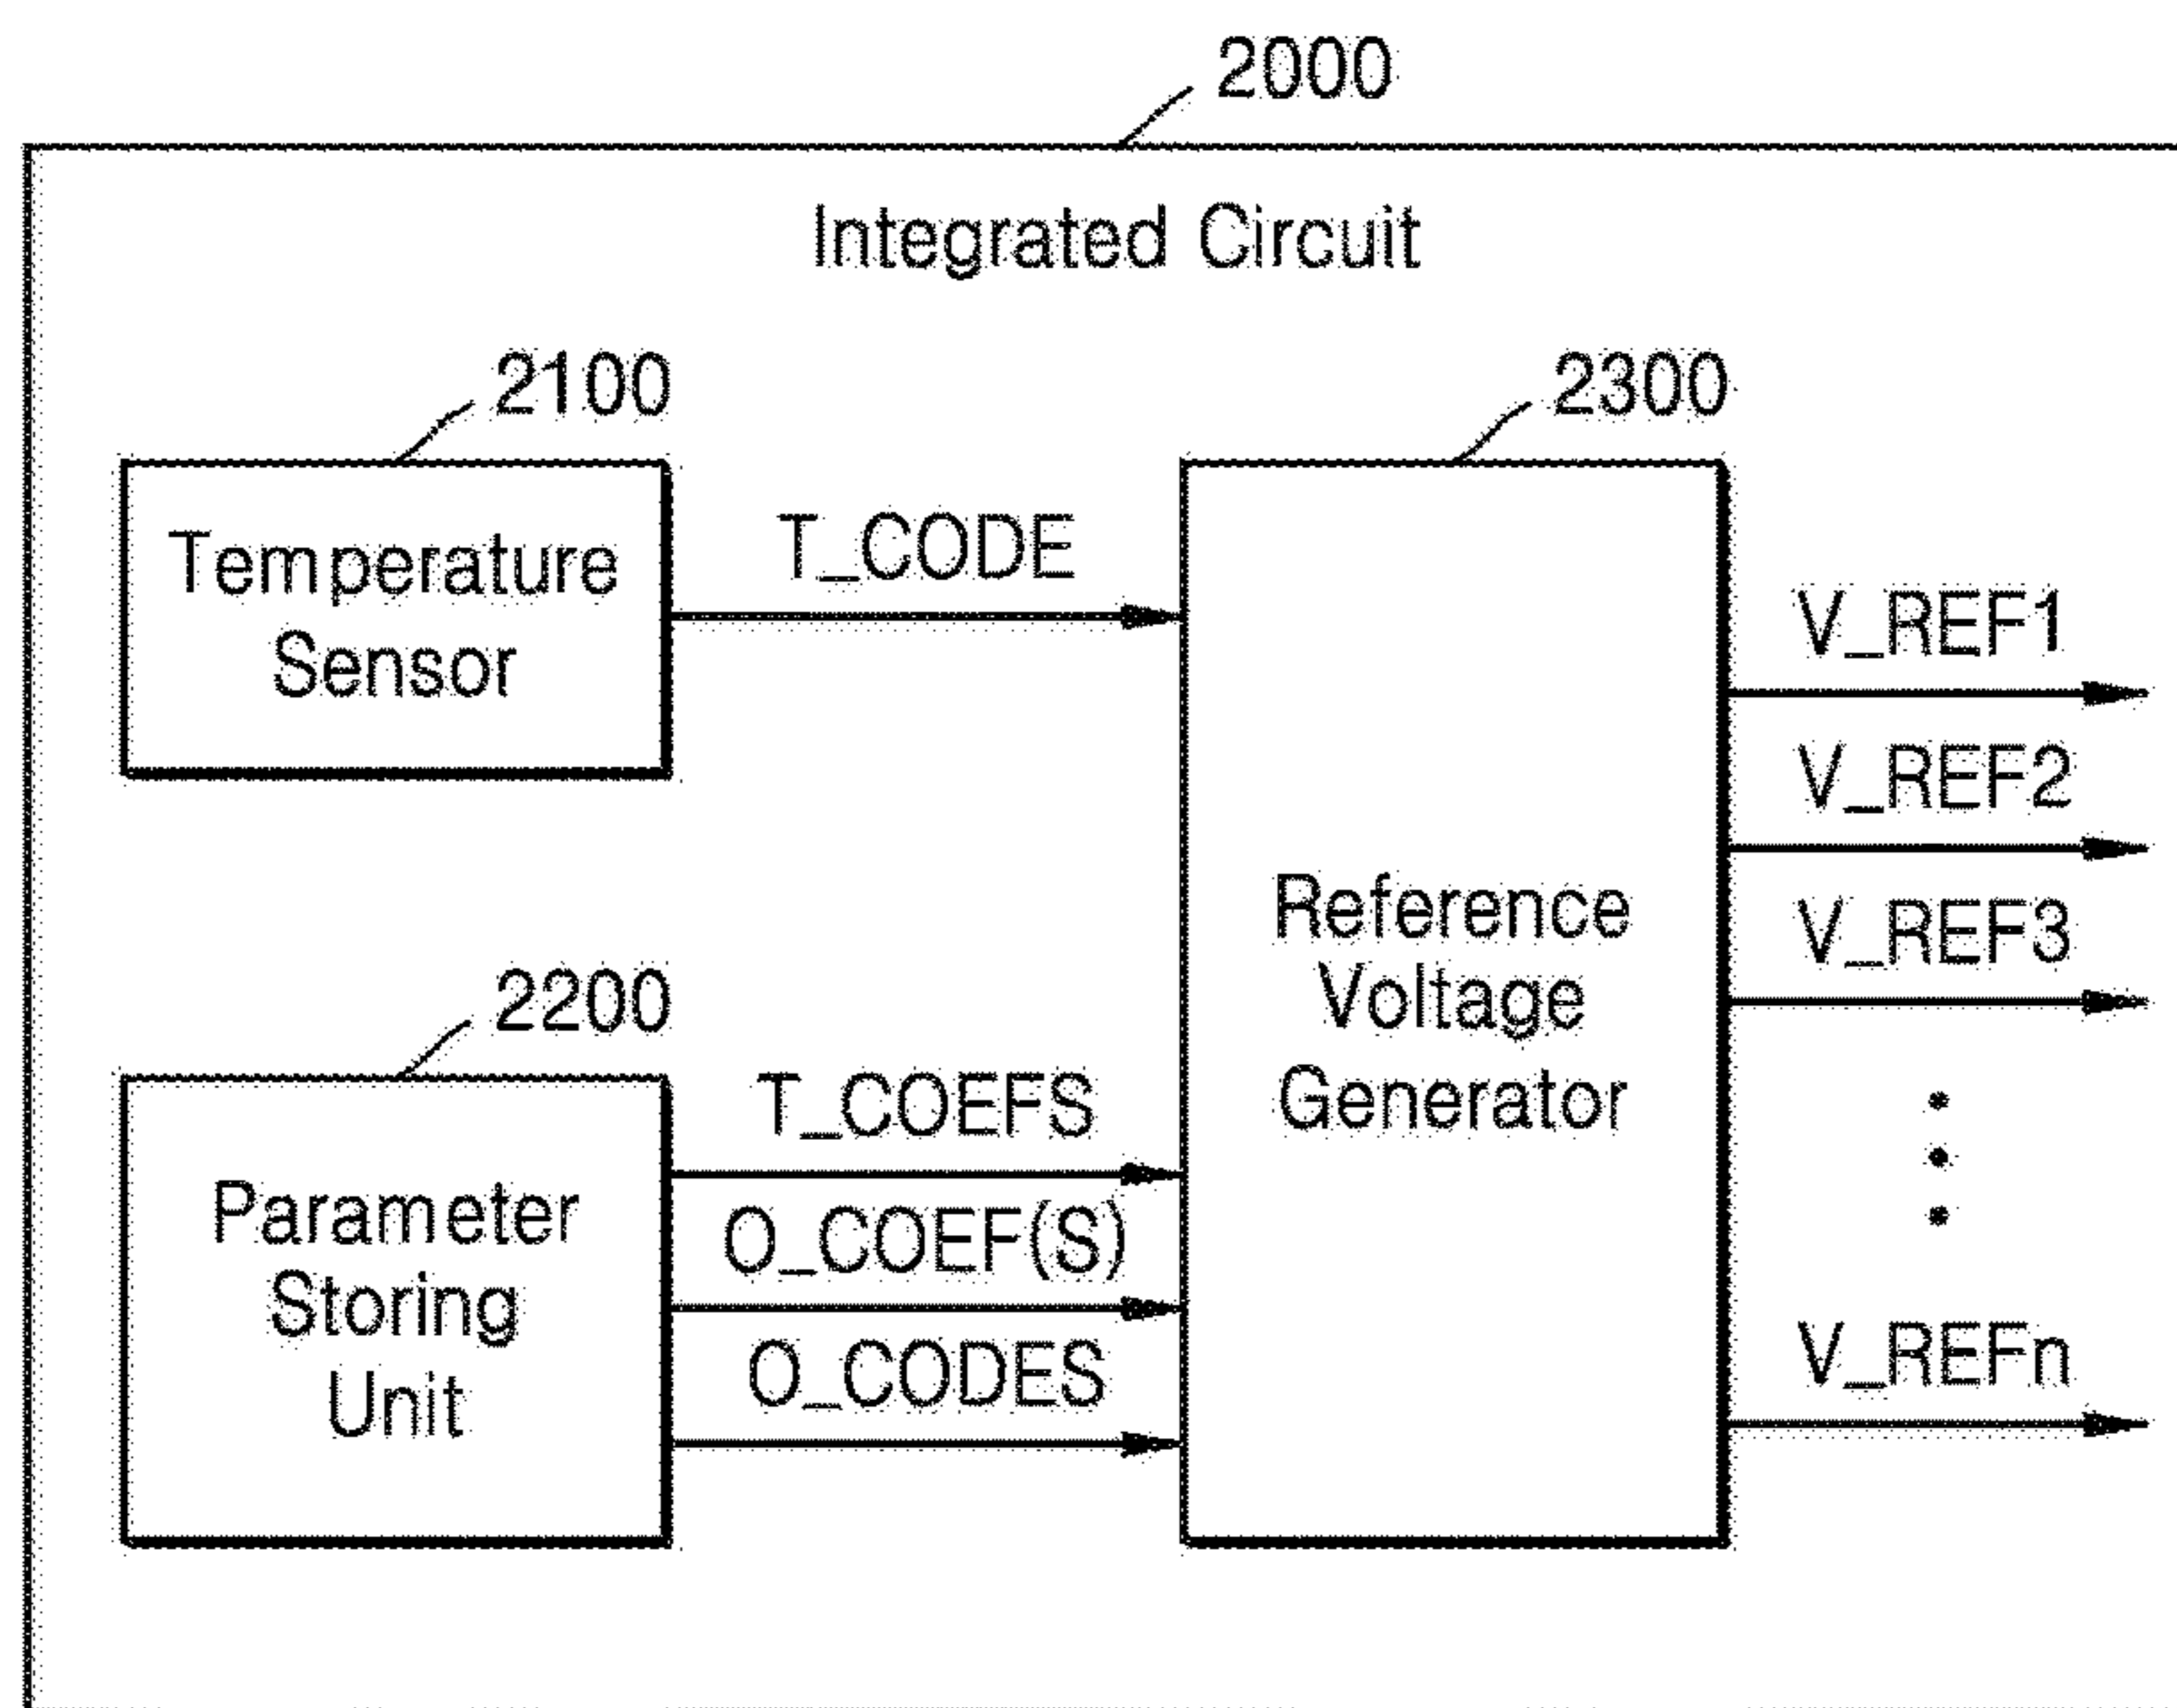 2000
Integrated Circuit
2100
2300
Temperature
Sensor
T_CODE
V_REF1
V_REF2
V_REF3
Reference
Voltage
Generator
2200
Parameter
Storing
Unit
T_COEFS
O_COEF(S)
O_CODES
V_REFn